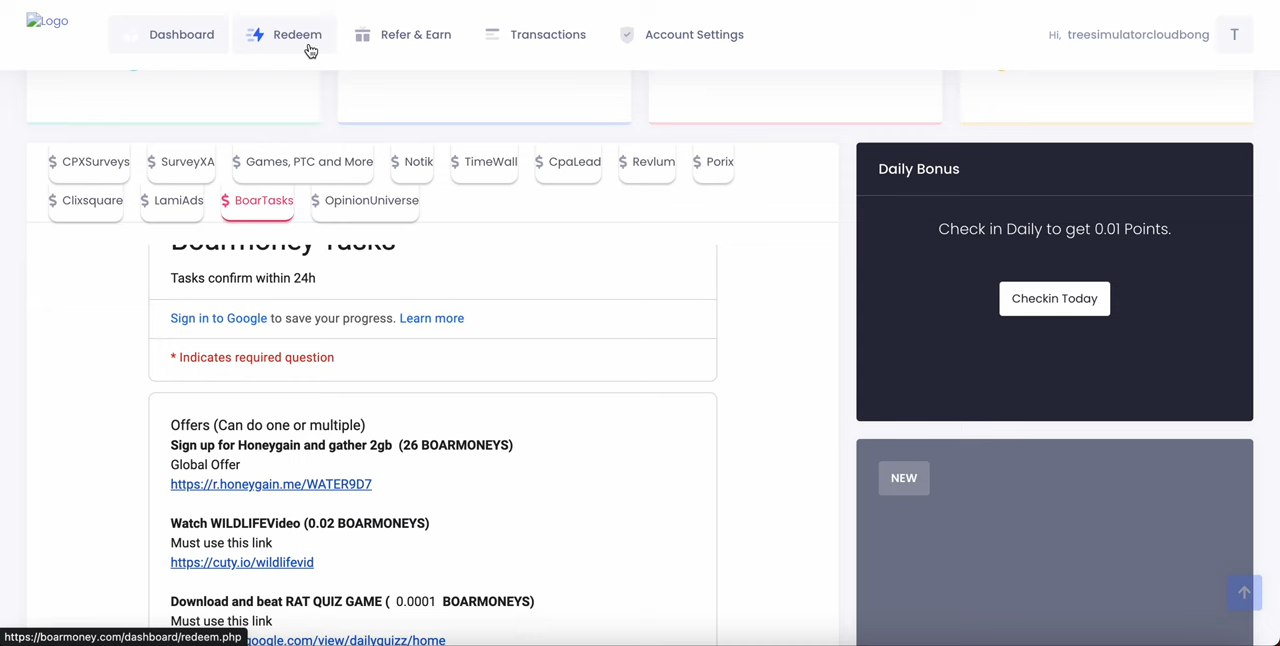 Logo
Dashboard
Redeem
Refer & Earn
Transactions
Account Settings
Hi, treesimulatorcloudbong
T
$ CPXSurveys
$ SurveyXA
$ Games, PTC and More
$ Notik
$ TimeWall
$ CpaLead
$ Revlum
$ Porix
$ Clixsquare
$ LamiAds
$ BoarTasks
$ OpinionUniverse
Boarmoney Tasks
Tasks confirm within 24h
Sign in to Google to save your progress. Learn more
* Indicates required question
Offers (Can do one or multiple)
Sign up for Honeygain and gather 2gb (26 BOARMONEYS)
Global Offer
https://r.honeygain.me/WATER9D7
Watch WILDLIFEVideo (0.02 BOARMONEYS)
Must use this link
https://cuty.io/wildlifevid
Download and beat RAT QUIZ GAME ( 0.0001 BOARMONEYS)
Must use this link
google.com/view/dailyquizz/home
Daily Bonus
Check in Daily to get 0.01 Points.
Checkin Today
NEW
https://boarmoney.com/dashboard/redeem.php